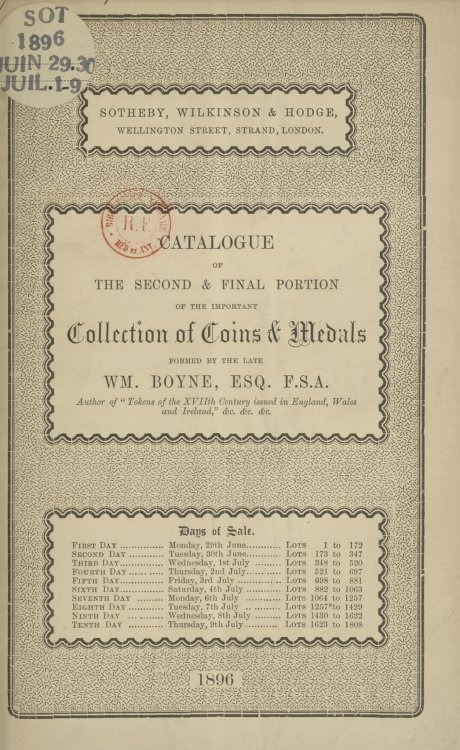 SOT
1896
JUIN 29.30
JUIL.1-9
SOTHEBY, WILKINSON & HODGE,
WELLINGTON STREET, STRAND, LONDON.
R.F.
MÉD ET ANT.
CATALOGUE
OF
THE SECOND & FINAL PORTION
OF THE IMPORTANT
Collection of Coins & Medals
FORMED BY THE LATE
WM. BOYNE, ESQ. F.S.A.
Author of "Tokens of the XVIIth Century issued in England, Wales
and Ireland," &c. &c. &c.
Days of Sale.
FIRST DAY .............. Monday, 29th June........... LOTS 1 to 172
SECOND DAY ........... Tuesday, 30th June.......... LOTS 173 to 347
THIRD DAY.............. Wednesday, 1st July ........ LOTS 348 to 520
FOURTH DAY ........... Thursday, 2nd July........... LOTS 521 to 697
FIFTH DAY.............. Friday, 3rd July .............. LOTS 698 to 881
SIXTH DAY.............. Saturday, 4th July .......... LOTS 882 to 1063
SEVENTH DAY ........ Monday, 6th July .......... LOTS 1064 to 1257
EIGHTH DAY .......... Tuesday, 7th July .......... LOTS 1257*to 1429
NINTH DAY .......... Wednesday, 8th July ........ LOTS 1430 to 1622
TENTH DAY .......... Thursday, 9th July .......... LOTS 1623 to 1808
1896